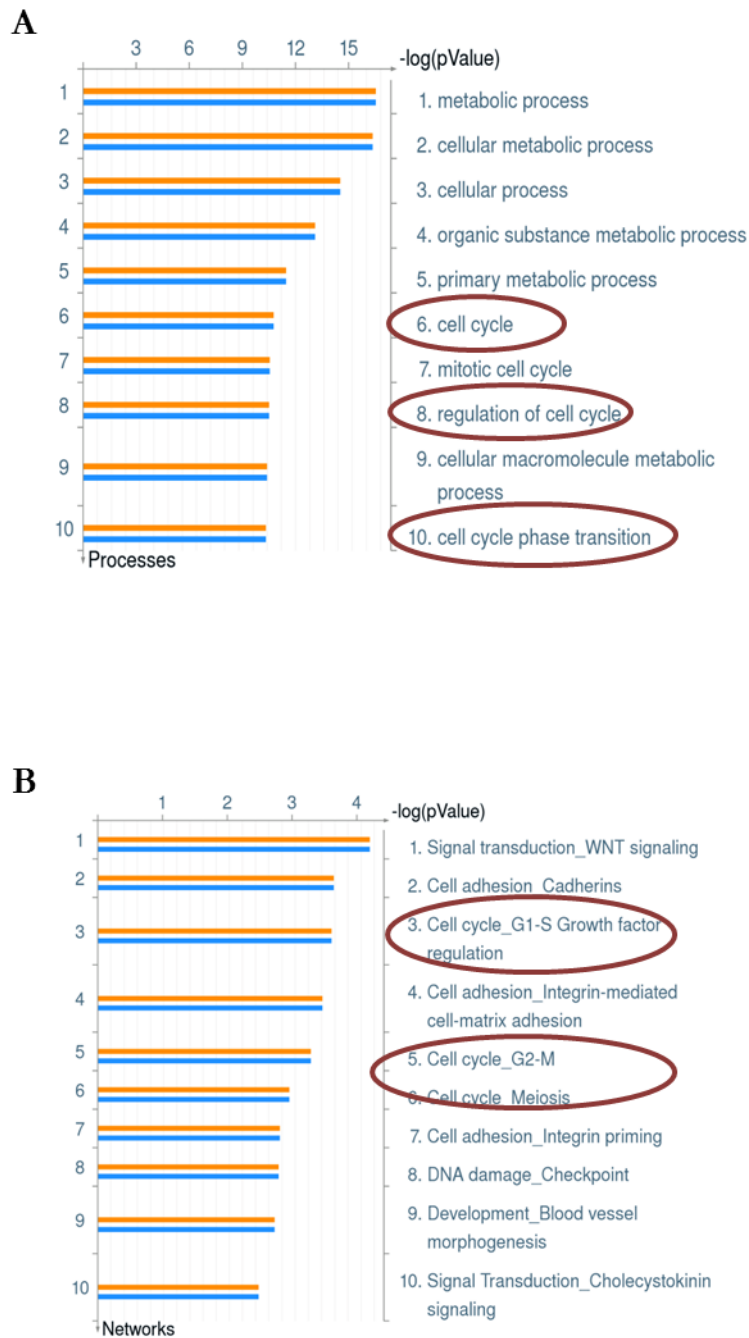 A
3 6 9 12 15
-log(pValue)
1
1. metabolic process
2
2. cellular metabolic process
3
3. cellular process
4
4. organic substance metabolic process
5
5. primary metabolic process
6
6. cell cycle
7
7. mitotic cell cycle
8
8. regulation of cell cycle
9
9. cellular macromolecule metabolic
process
10
10. cell cycle phase transition
Processes
B
1 2 3 4
-log(pValue)
1
1. Signal transduction_WNT signaling
2
2. Cell adhesion_Cadherins
3
3. Cell cycle_G1-S Growth factor
regulation
4
4. Cell adhesion_Integrin-mediated
cell-matrix adhesion
5
5. Cell cycle_G2-M
6
6. Cell cycle_Meiosis
7
7. Cell adhesion_Integrin priming
8
8. DNA damage_Checkpoint
9
9. Development_Blood vessel
morphogenesis
10
10. Signal Transduction_Cholecystokinin
signaling
Networks